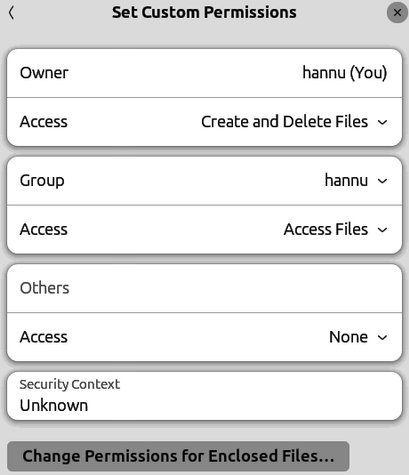 Set Custom Permissions
Owner hannu (You)
Access Create and Delete Files
Group hannu
Access Access Files
Others
Access None
Security Context
Unknown
Change Permissions for Enclosed Files…